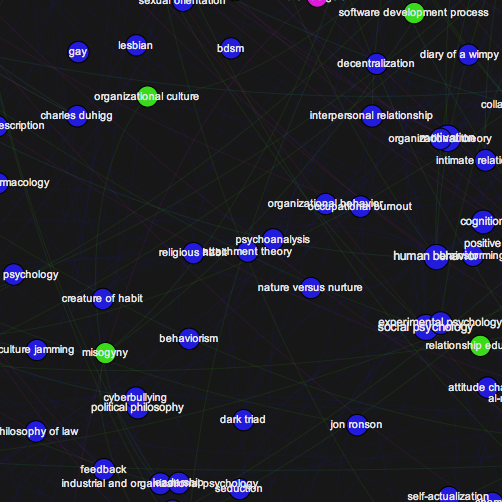 sexual orientation
software development process
gay
lesbian
bdsm
diary of a wimpy
decentralization
organizational culture
colla
charles duhigg
interpersonal relationship
escription
organization theory
motivation
intimate relati
rmacology
organizational behavior
occupational burnout
cognition
psychoanalysis
positive
religious habit
attachment theory
human behavior
psychology
nature versus nurture
creature of habit
experimental psychology
social psychology
behaviorism
relationship edu
culture jamming
misogyny
attitude cha
cyberbullying
al-
political philosophy
dark triad
jon ronson
hilosophy of law
feedback
industrial and organizational psychology
leadership
seduction
self-actualization